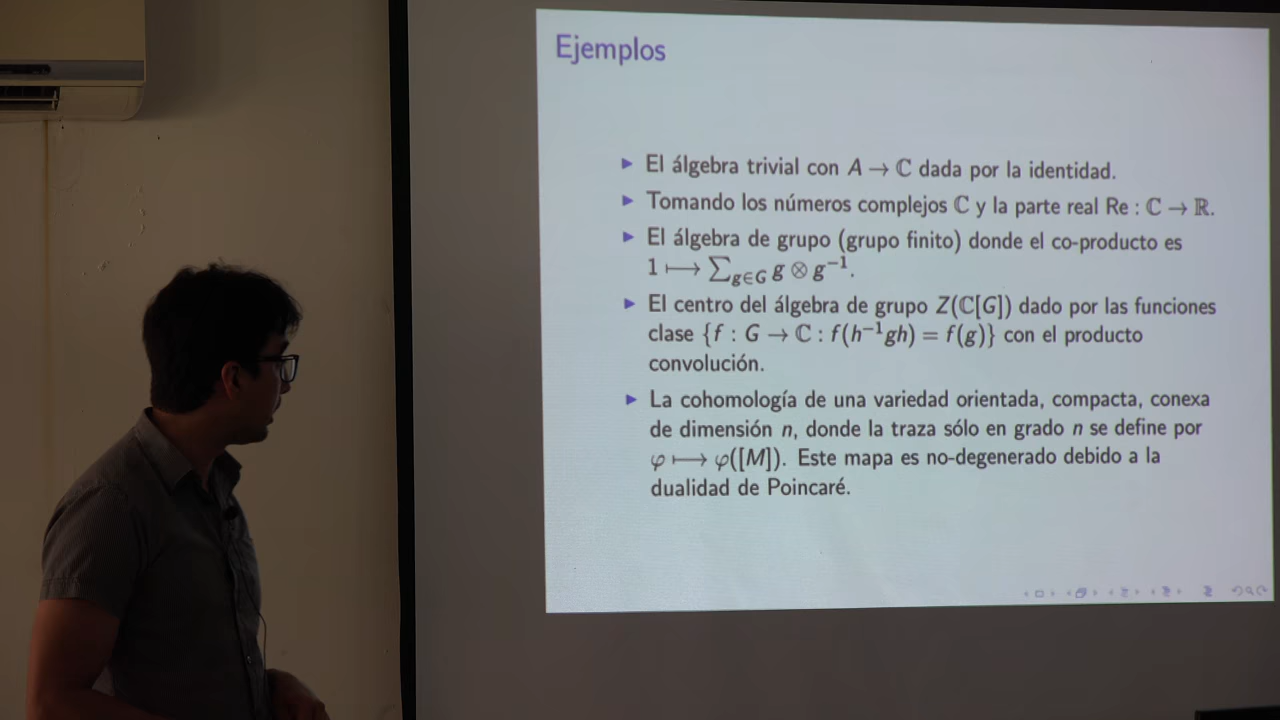 Ejemplos
▶ El álgebra trivial con A → ℂ dada por la identidad.
▶ Tomando los números complejos ℂ y la parte real Re : ℂ → ℝ.
▶ El álgebra de grupo (grupo finito) donde el co-producto es
1 ⟼ ∑_{g∈G} g ⊗ g⁻¹.
▶ El centro del álgebra de grupo Z(ℂ[G]) dado por las funciones
clase {f : G → ℂ : f(h⁻¹gh) = f(g)} con el producto
convolución.
▶ La cohomología de una variedad orientada, compacta, conexa
de dimensión n, donde la traza sólo en grado n se define por
φ ⟼ φ([M]). Este mapa es no-degenerado debido a la
dualidad de Poincaré.